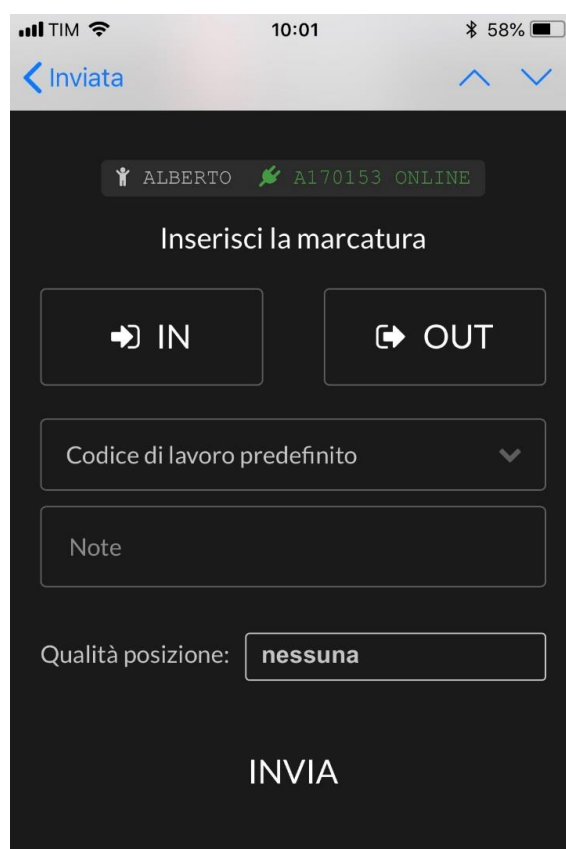 TIM 10:01 58%
Inviata
ALBERTO A170153 ONLINE
Inserisci la marcatura
IN OUT
Codice di lavoro predefinito
Note
Qualità posizione: nessuna
INVIA